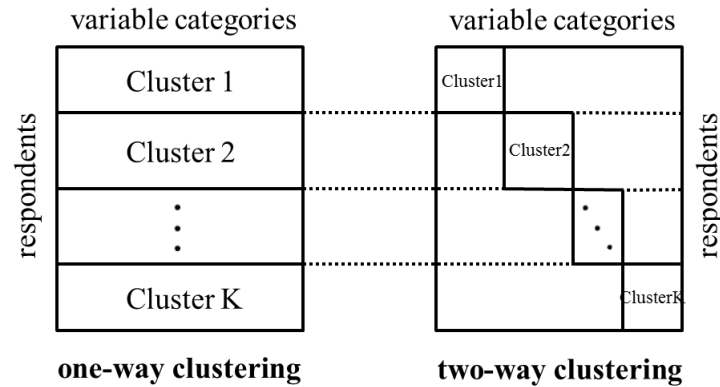 variable categories
variable categories
respondents
Cluster 1
Cluster 2
Cluster K
Cluster1
Cluster2
ClusterK
respondents
one-way clustering
two-way clustering